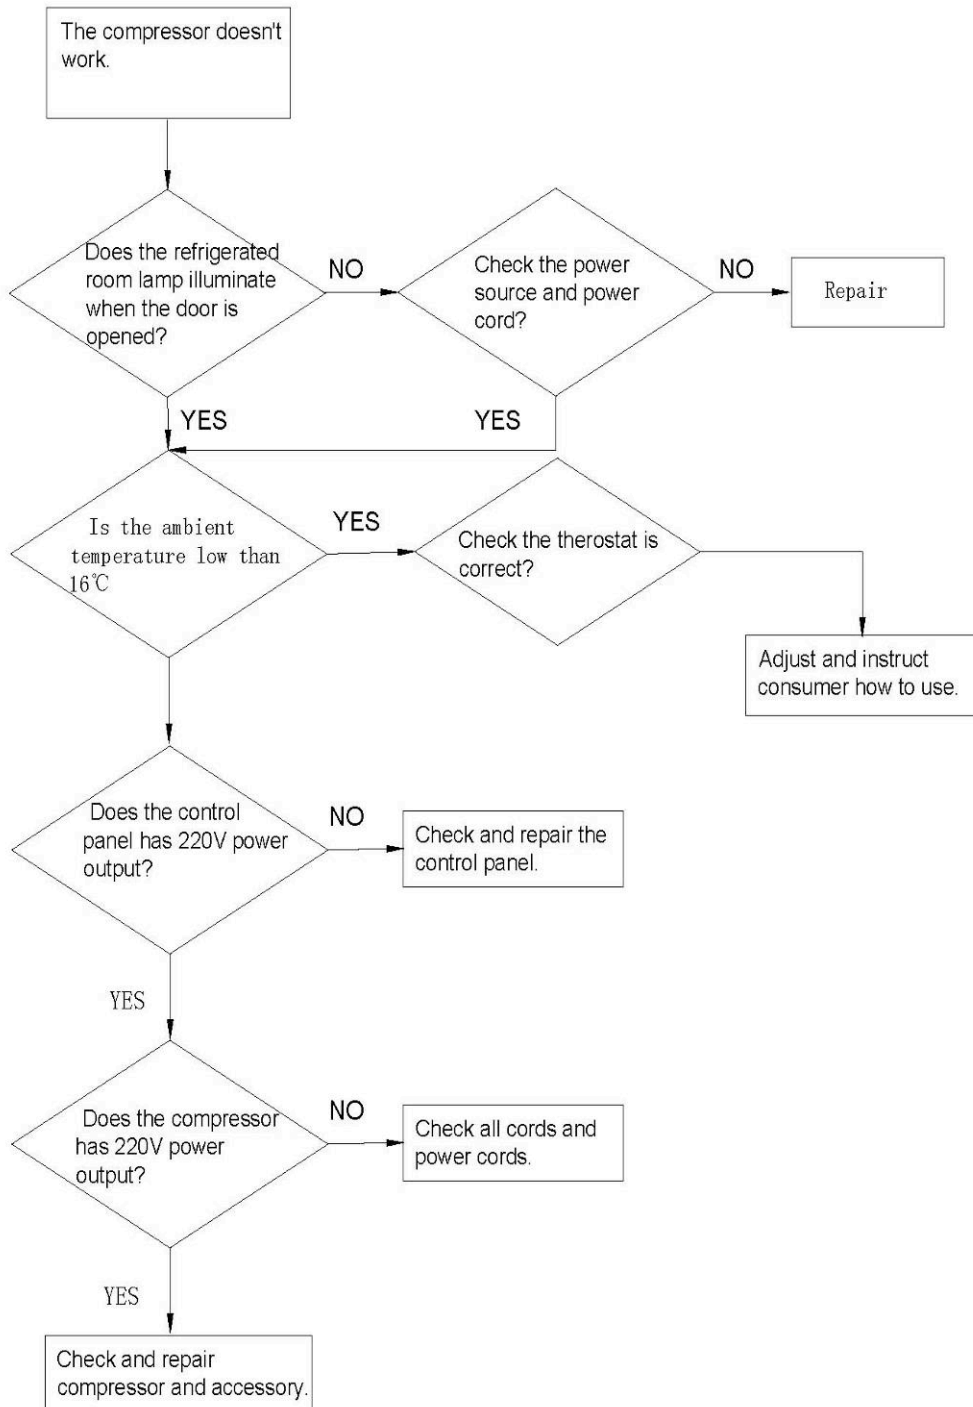 The compressor doesn't
work.
Does the refrigerated
room lamp illuminate
when the door is
opened?
NO
Check the power
source and power
cord?
NO
Repair
YES
YES
Is the ambient
temperature low than
16℃
YES
Check the therostat is
correct?
Adjust and instruct
consumer how to use.
Does the control
panel has 220V power
output?
NO
Check and repair the
control panel.
YES
Does the compressor
has 220V power
output?
NO
Check all cords and
power cords.
YES
Check and repair
compressor and accessory.